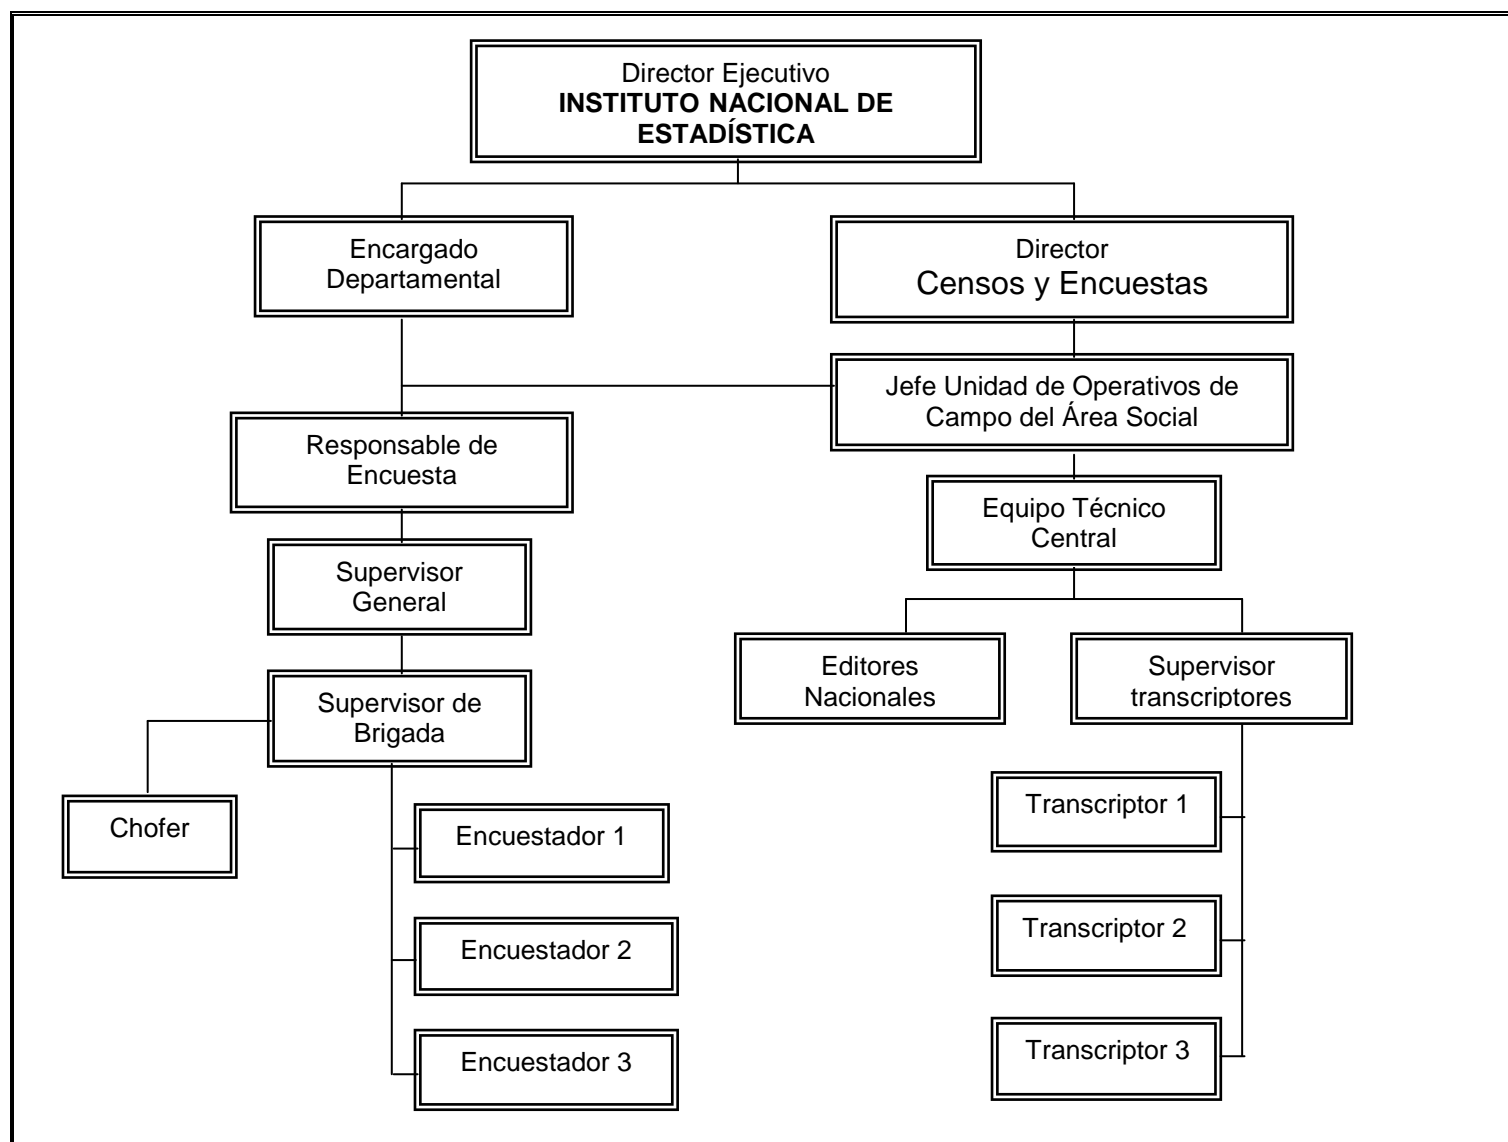 Director Ejecutivo
INSTITUTO NACIONAL DE
ESTADÍSTICA
Encargado
Departamental
Director
Censos y Encuestas
Jefe Unidad de Operativos de
Campo del Área Social
Responsable de
Encuesta
Equipo Técnico
Central
Supervisor
General
Editores
Nacionales
Supervisor
transcriptores
Supervisor de
Brigada
Chofer
Encuestador 1
Encuestador 2
Encuestador 3
Transcriptor 1
Transcriptor 2
Transcriptor 3